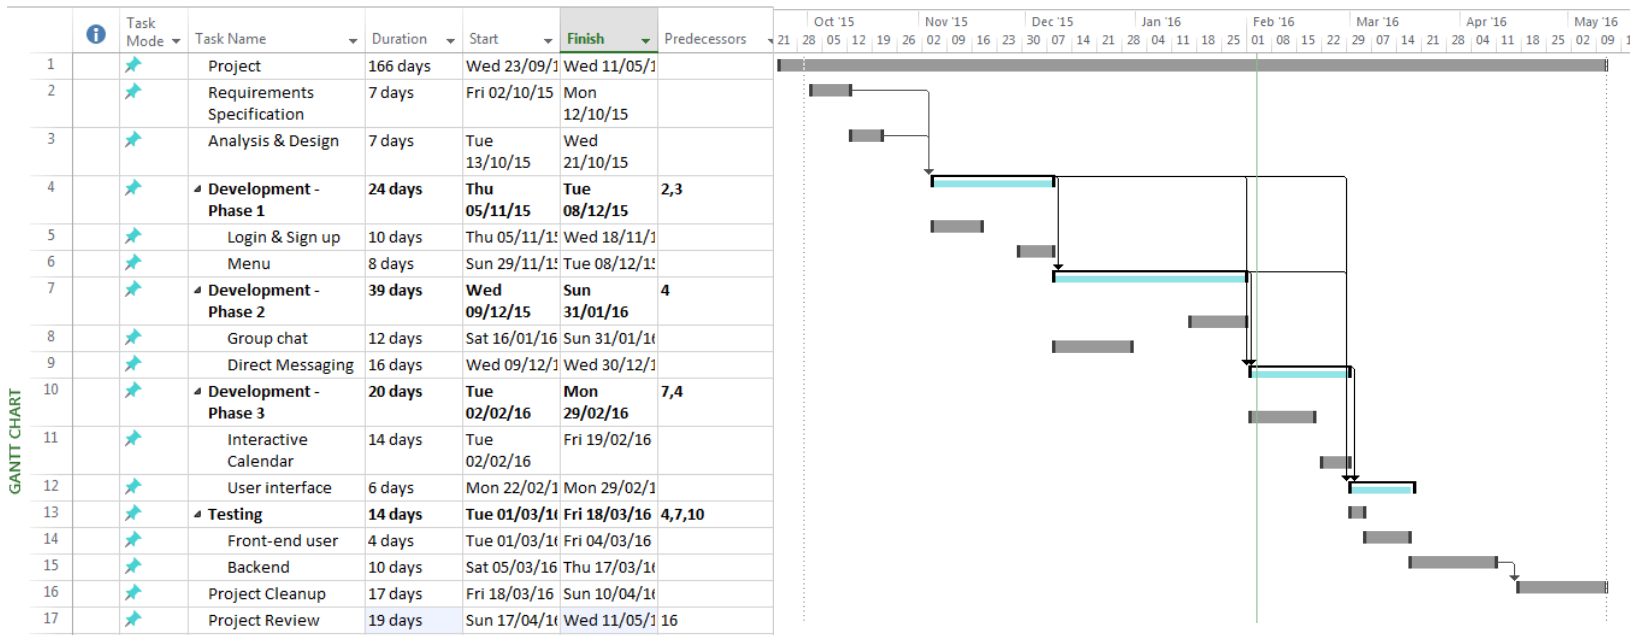 Task
Mode Task Name Duration Start Finish Predecessors
Oct '15 Nov '15 Dec '15 Jan '16 Feb '16 Mar '16 Apr '16 May '16
21 28 05 12 19 26 02 09 16 23 30 07 14 21 28 04 11 18 25 01 08 15 22 29 07 14 21 28 04 11 18 25 02 09 1
1 Project 166 days Wed 23/09/1 Wed 11/05/1
2 Requirements 7 days Fri 02/10/15 Mon
Specification 12/10/15
3 Analysis & Design 7 days Tue Wed
13/10/15 21/10/15
4 Development - 24 days Thu Tue 2,3
Phase 1 05/11/15 08/12/15
5 Login & Sign up 10 days Thu 05/11/15 Wed 18/11/1
6 Menu 8 days Sun 29/11/15 Tue 08/12/15
7 Development - 39 days Wed Sun 4
Phase 2 09/12/15 31/01/16
8 Group chat 12 days Sat 16/01/16 Sun 31/01/16
9 Direct Messaging 16 days Wed 09/12/1 Wed 30/12/1
10 Development - 20 days Tue Mon 7,4
Phase 3 02/02/16 29/02/16
11 Interactive 14 days Tue Fri 19/02/16
Calendar 02/02/16
12 User interface 6 days Mon 22/02/1 Mon 29/02/1
13 Testing 14 days Tue 01/03/16 Fri 18/03/16 4,7,10
14 Front-end user 4 days Tue 01/03/16 Fri 04/03/16
15 Backend 10 days Sat 05/03/16 Thu 17/03/16
16 Project Cleanup 17 days Fri 18/03/16 Sun 10/04/16
17 Project Review 19 days Sun 17/04/16 Wed 11/05/1 16
GANTT CHART